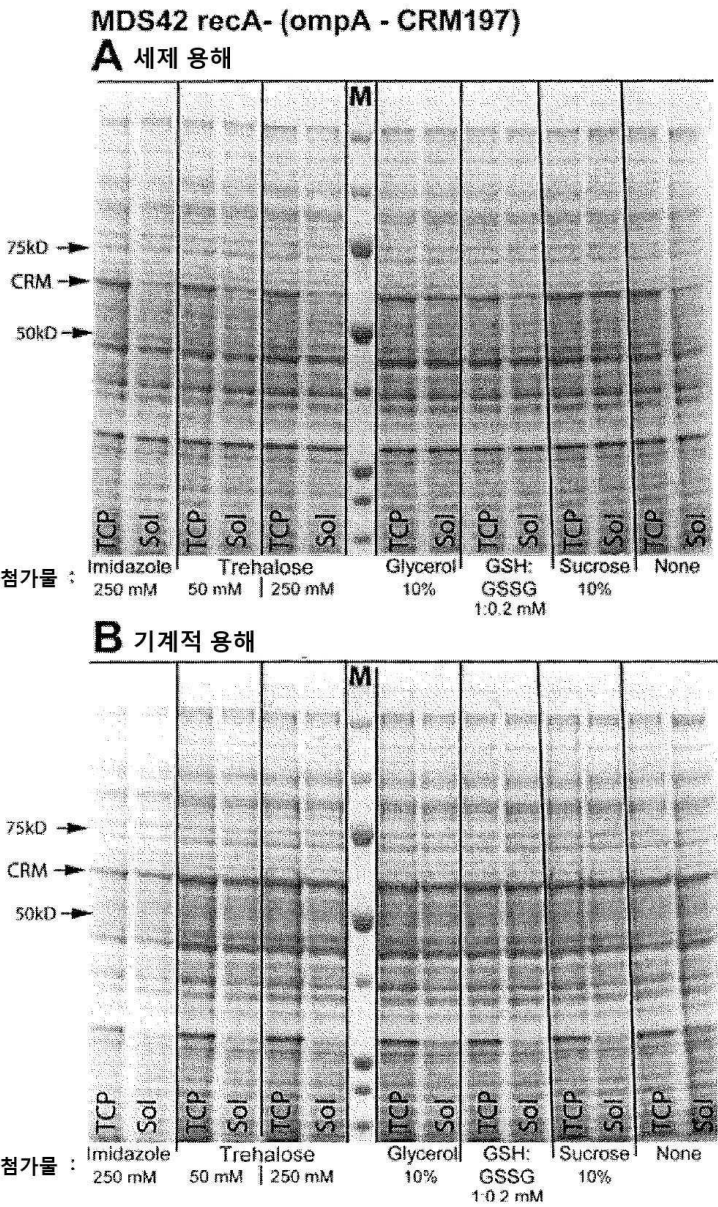 MDS42 recA- (ompA - CRM197)
A 세제 용해
M
75kD
CRM
50kD
TCP Sol TCP Sol TCP Sol TCP Sol TCP Sol TCP Sol TCP Sol
첨가물 : Imidazole Trehalose Glycerol GSH: Sucrose None
250 mM 50 mM 250 mM 10% GSSG 10%
1:0.2 mM
B 기계적 용해
M
75kD
CRM
50kD
TCP Sol TCP Sol TCP Sol TCP Sol TCP Sol TCP Sol TCP Sol
첨가물 : Imidazole Trehalose Glycerol GSH: Sucrose None
250 mM 50 mM 250 mM 10% GSSG 10%
1:0.2 mM